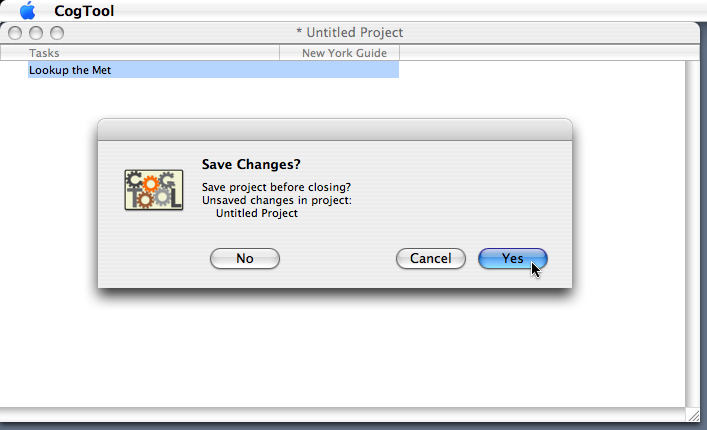 CogTool
* Untitled Project
Tasks New York Guide
Lookup the Met
COG
TOOL
Save Changes?
Save project before closing?
Unsaved changes in project:
Untitled Project
No Cancel Yes